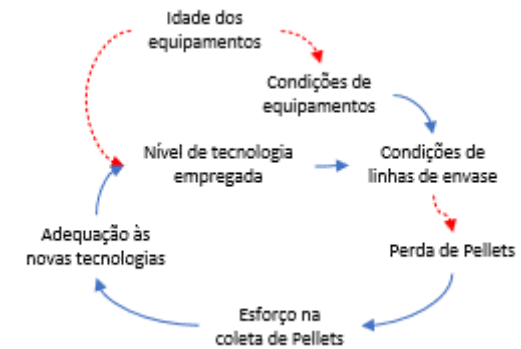 Idade dos
equipamentos
Condições de
equipamentos
Nível de tecnologia
empregada
Condições de
linhas de envase
Adequação às
novas tecnologias
Perda de Pellets
Esforço na
coleta de Pellets